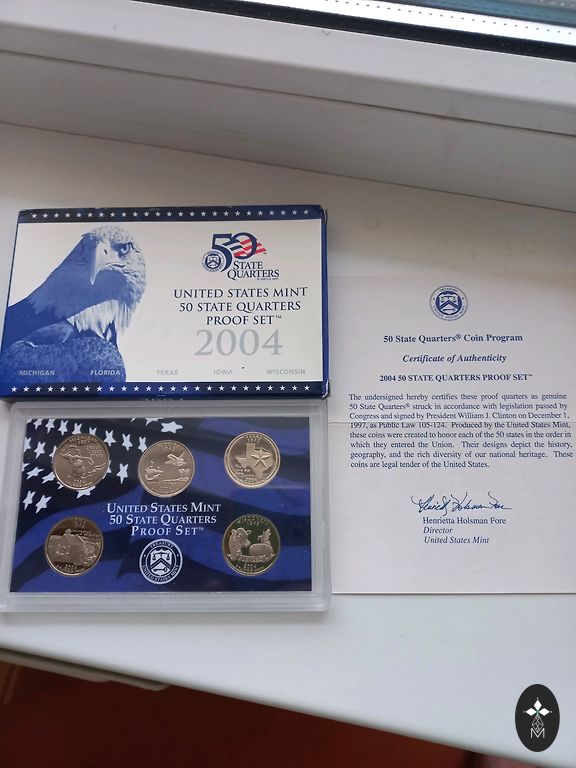 50
STATE
QUARTERS
UNITED STATES MINT
50 STATE QUARTERS
PROOF SET™
2004
MICHIGAN FLORIDA TEXAS IOWA WISCONSIN
UNITED STATES MINT
50 STATE QUARTERS
PROOF SET™
50 State Quarters® Coin Program
Certificate of Authenticity
2004 50 STATE QUARTERS PROOF SET™
The undersigned hereby certifies these proof quarters as genuine
50 State Quarters® struck in accordance with legislation passed by
Congress and signed by President William J. Clinton on December 1,
1997, as Public Law 105-124. Produced by the United States Mint,
these coins were created to honor each of the 50 states in the order in
which they entered the Union. Their designs depict the history,
geography, and the rich diversity of our national heritage. These
coins are legal tender of the United States.
Henrietta Holsman Fore
Henrietta Holsman Fore
Director
United States Mint
M